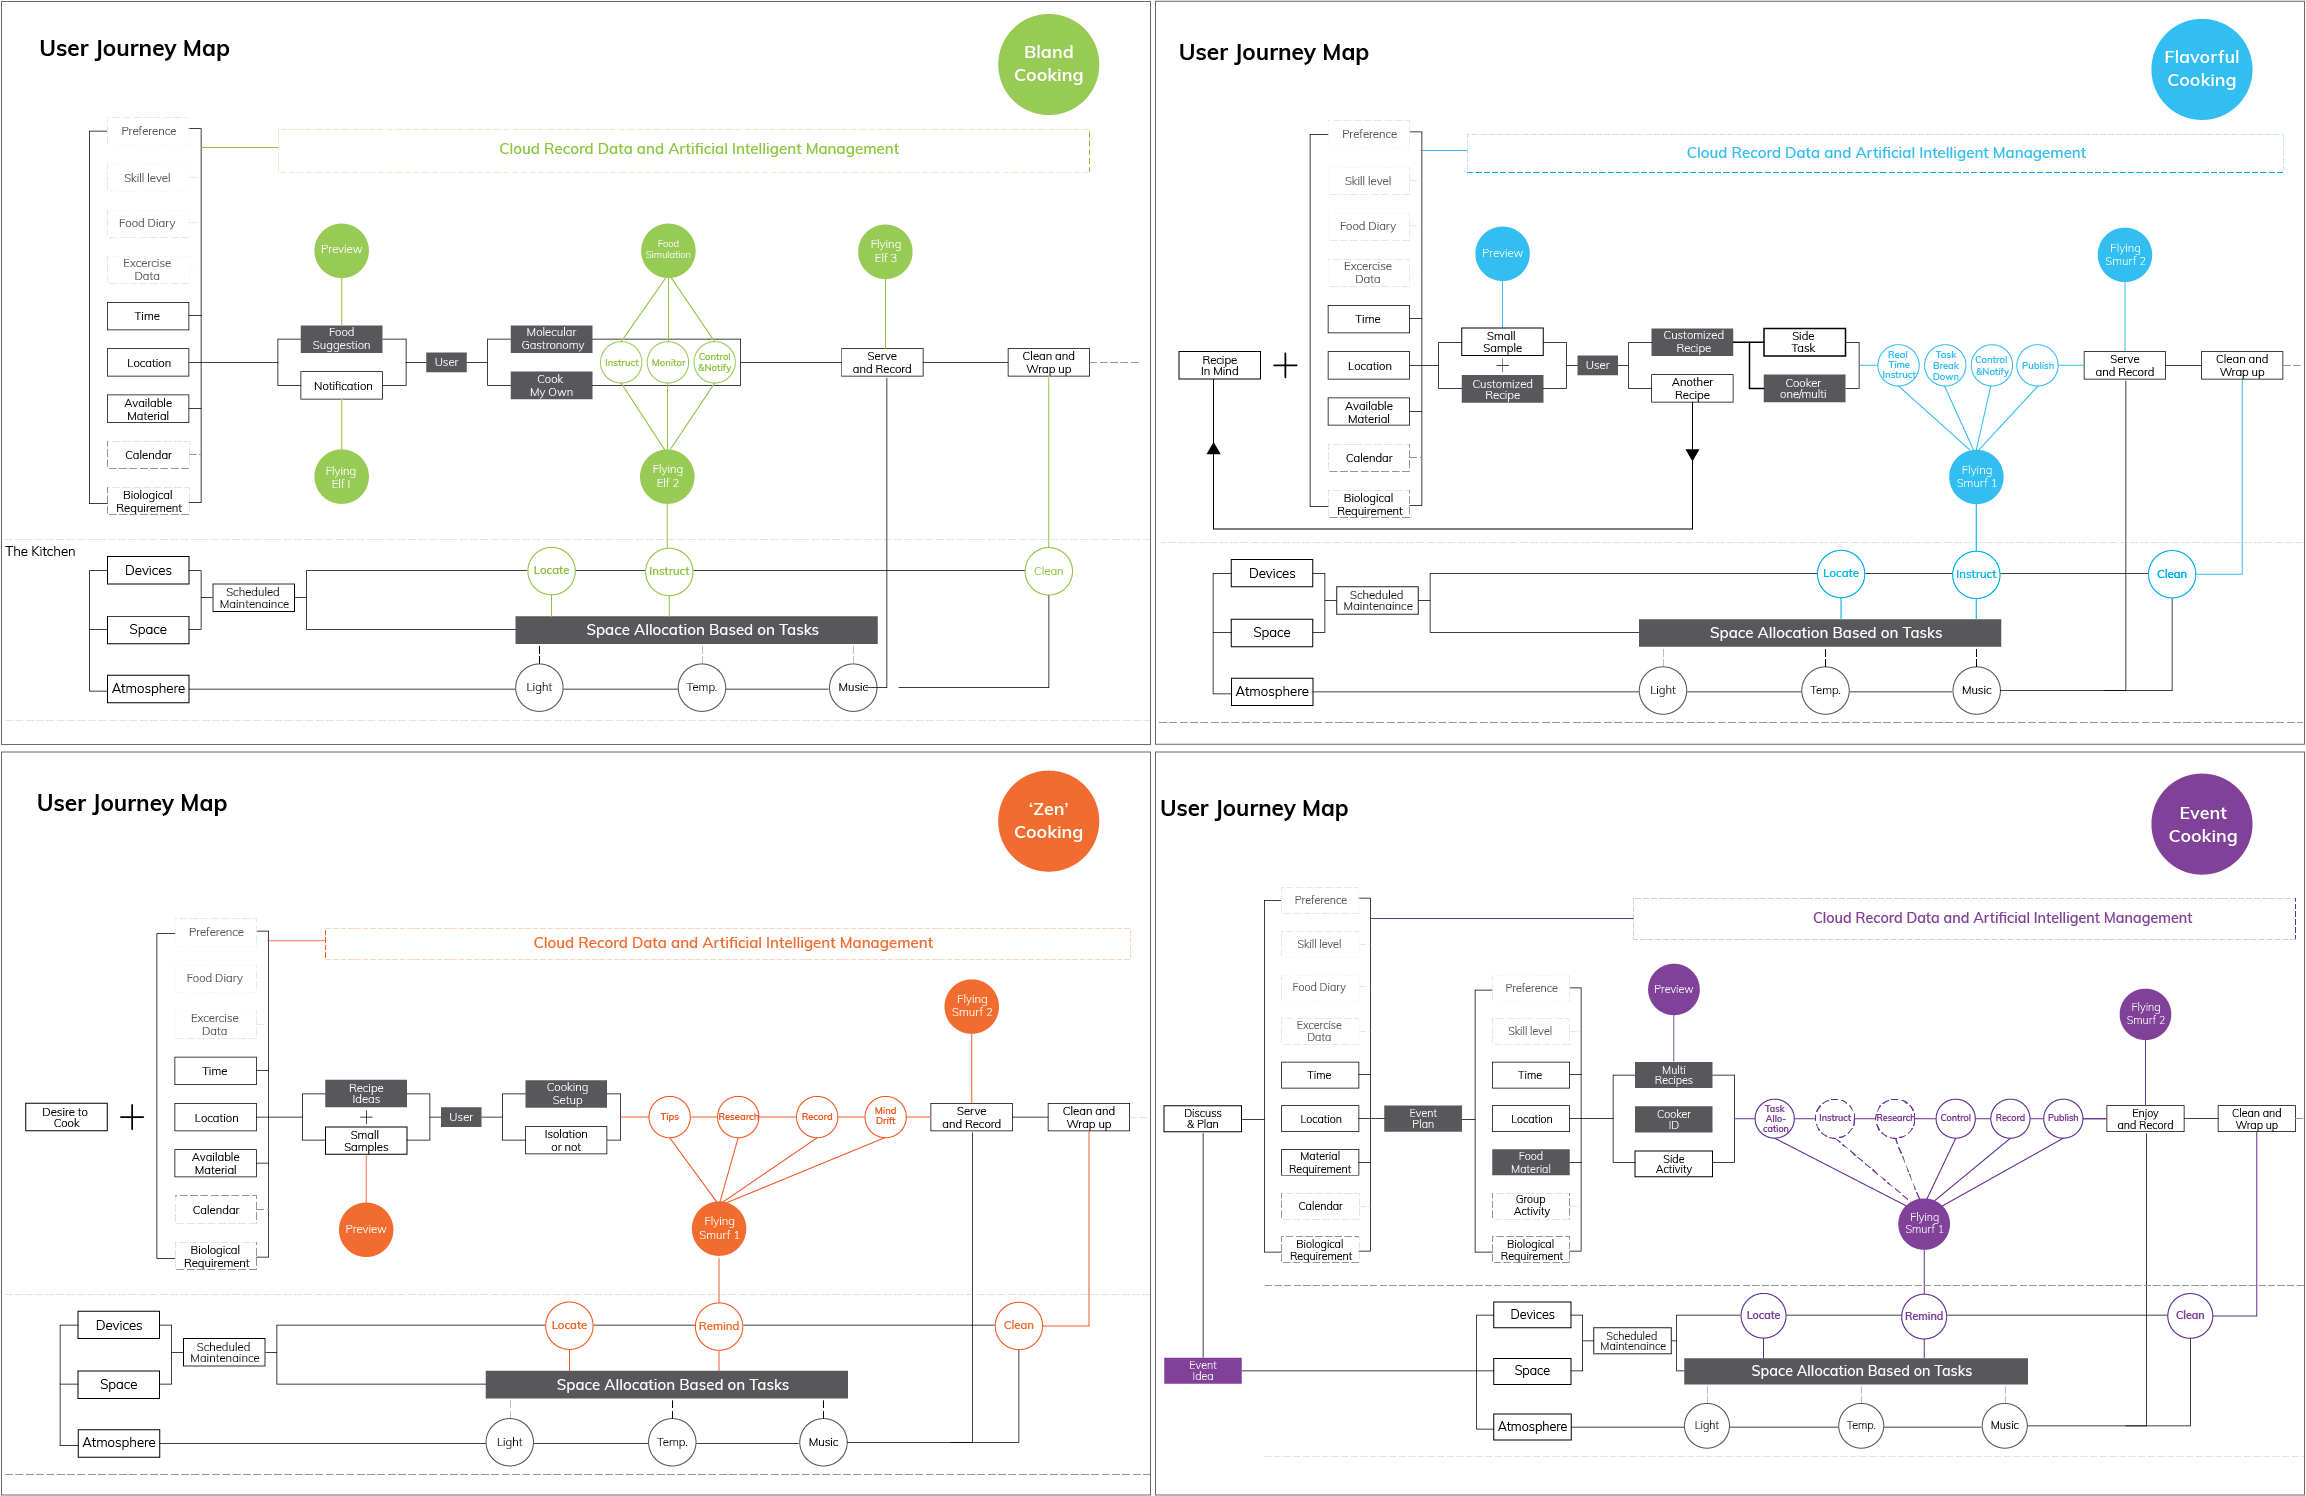 User Journey Map
Bland
Cooking
Preference
Skill level
Food Diary
Excercise
Data
Time
Location
Available
Material
Calendar
Biological
Requirement
Cloud Record Data and Artificial Intelligent Management
Preview
Food
Suggestion
Notification
Flying
Elf I
User
Molecular
Gastronomy
Cook
My Own
Food
Simulation
Instruct
Monitor
Control
&Notify
Flying
Elf 2
Flying
Elf 3
Serve
and Record
Clean and
Wrap up
The Kitchen
Devices
Space
Atmosphere
Scheduled
Maintenaince
Locate
Instruct
Clean
Space Allocation Based on Tasks
Light
Temp.
Music
User Journey Map
Flavorful
Cooking
Recipe
In Mind
Preference
Skill level
Food Diary
Excercise
Data
Time
Location
Available
Material
Calendar
Biological
Requirement
Cloud Record Data and Artificial Intelligent Management
Preview
Small
Sample
Customized
Recipe
User
Customized
Recipe
Another
Recipe
Side
Task
Cooker
one/multi
Real
Time
Instruct
Task
Break
Down
Control
&Notify
Publish
Flying
Smurf 1
Flying
Smurf 2
Serve
and Record
Clean and
Wrap up
Devices
Space
Atmosphere
Scheduled
Maintenaince
Locate
Instruct
Clean
Space Allocation Based on Tasks
Light
Temp.
Music
User Journey Map
‘Zen’
Cooking
Desire to
Cook
Preference
Food Diary
Excercise
Data
Time
Location
Available
Material
Calendar
Biological
Requirement
Cloud Record Data and Artificial Intelligent Management
Recipe
Ideas
Small
Samples
Preview
User
Cooking
Setup
Isolation
or not
Tips
Research
Record
Mind
Drift
Flying
Smurf 1
Flying
Smurf 2
Serve
and Record
Clean and
Wrap up
Devices
Space
Atmosphere
Scheduled
Maintenaince
Locate
Remind
Clean
Space Allocation Based on Tasks
Light
Temp.
Music
User Journey Map
Event
Cooking
Discuss
& Plan
Event
Idea
Preference
Skill level
Food Diary
Excercise
Data
Time
Location
Material
Requirement
Calendar
Biological
Requirement
Cloud Record Data and Artificial Intelligent Management
Event
Plan
Preference
Skill level
Time
Location
Food
Material
Group
Activity
Biological
Requirement
Preview
Multi
Recipes
Cooker
ID
Side
Activity
Task
Allo-
cation
Instruct
Research
Control
Record
Publish
Flying
Smurf 1
Flying
Smurf 2
Enjoy
and Record
Clean and
Wrap up
Devices
Space
Atmosphere
Scheduled
Maintenaince
Locate
Remind
Clean
Space Allocation Based on Tasks
Light
Temp.
Music